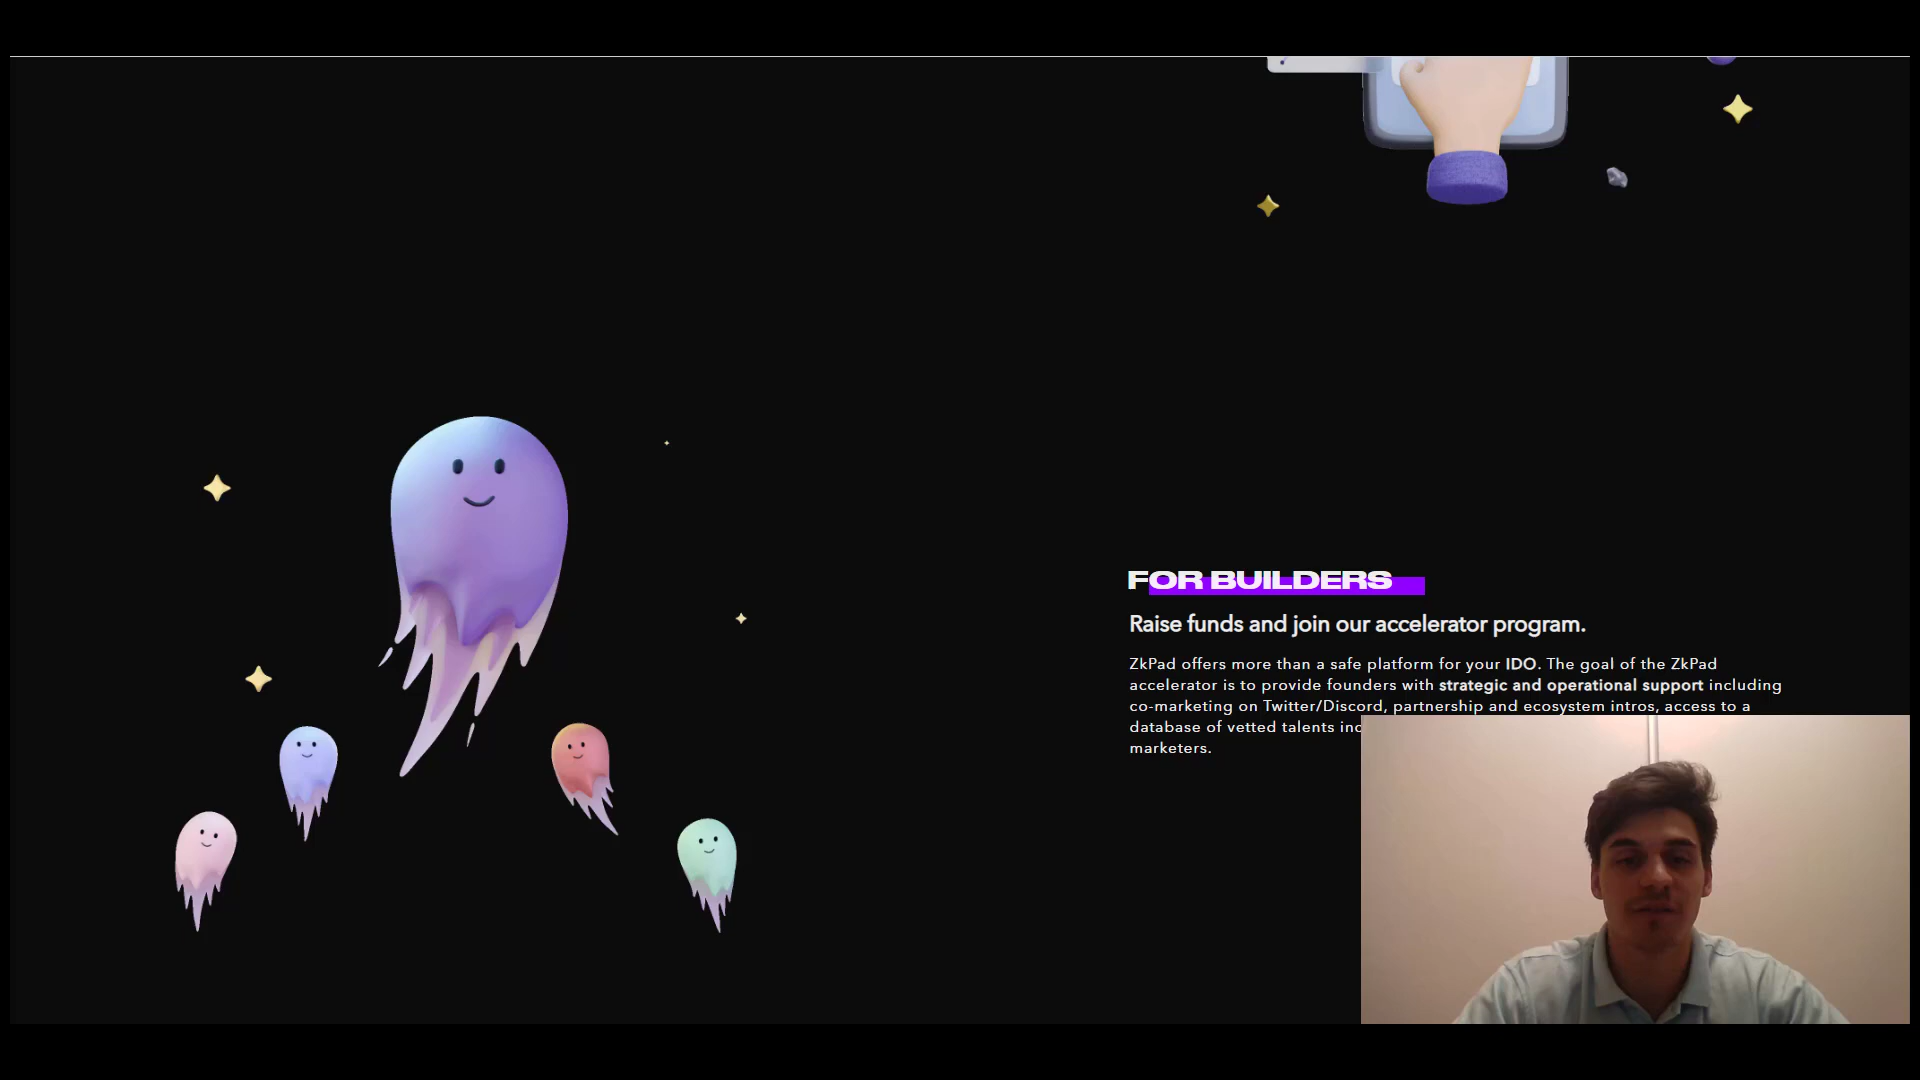 FOR BUILDERS
Raise funds and join our accelerator program.
ZkPad offers more than a safe platform for your IDO. The goal of the ZkPad
accelerator is to provide founders with strategic and operational support including
co-marketing on Twitter/Discord, partnership and ecosystem intros, access to a
database of vetted talents
marketers.